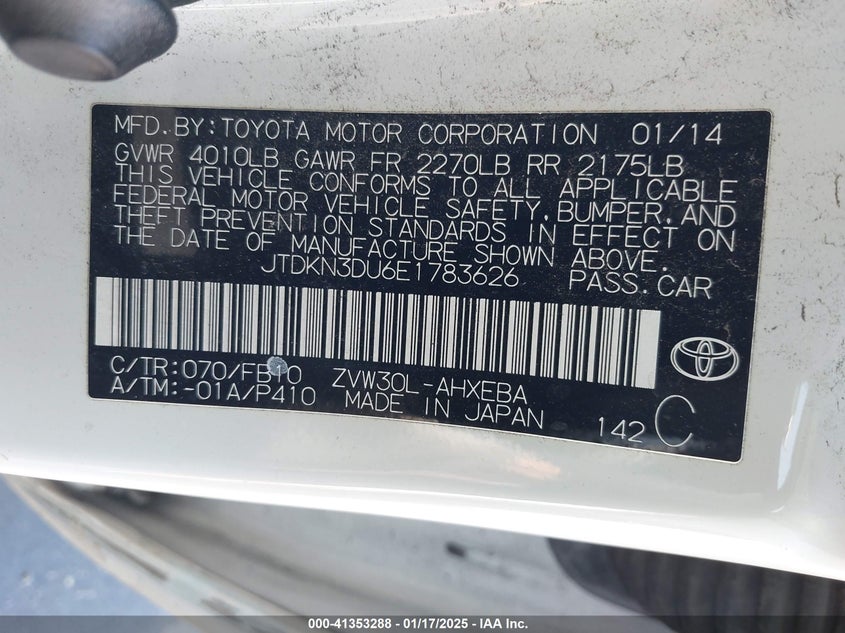 MFD.BY:TOYOTA MOTOR CORPORATION 01/14
GVWR 4010LB GAWR FR 2270LB RR 2175LB
THIS VEHICLE CONFORMS TO ALL APPLICABLE
FEDERAL MOTOR VEHICLE SAFETY,BUMPER,AND
THEFT PREVENTION STANDARDS IN EFFECT ON
THE DATE OF MANUFACTURE SHOWN ABOVE.
JTDKN3DU6E1783626 PASS.CAR
C/TR:070/FB10 ZVW30L-AHXEBA
A/TM:-01A/P410 MADE IN JAPAN 142 C
000-41353288 - 01/17/2025 - IAA Inc.